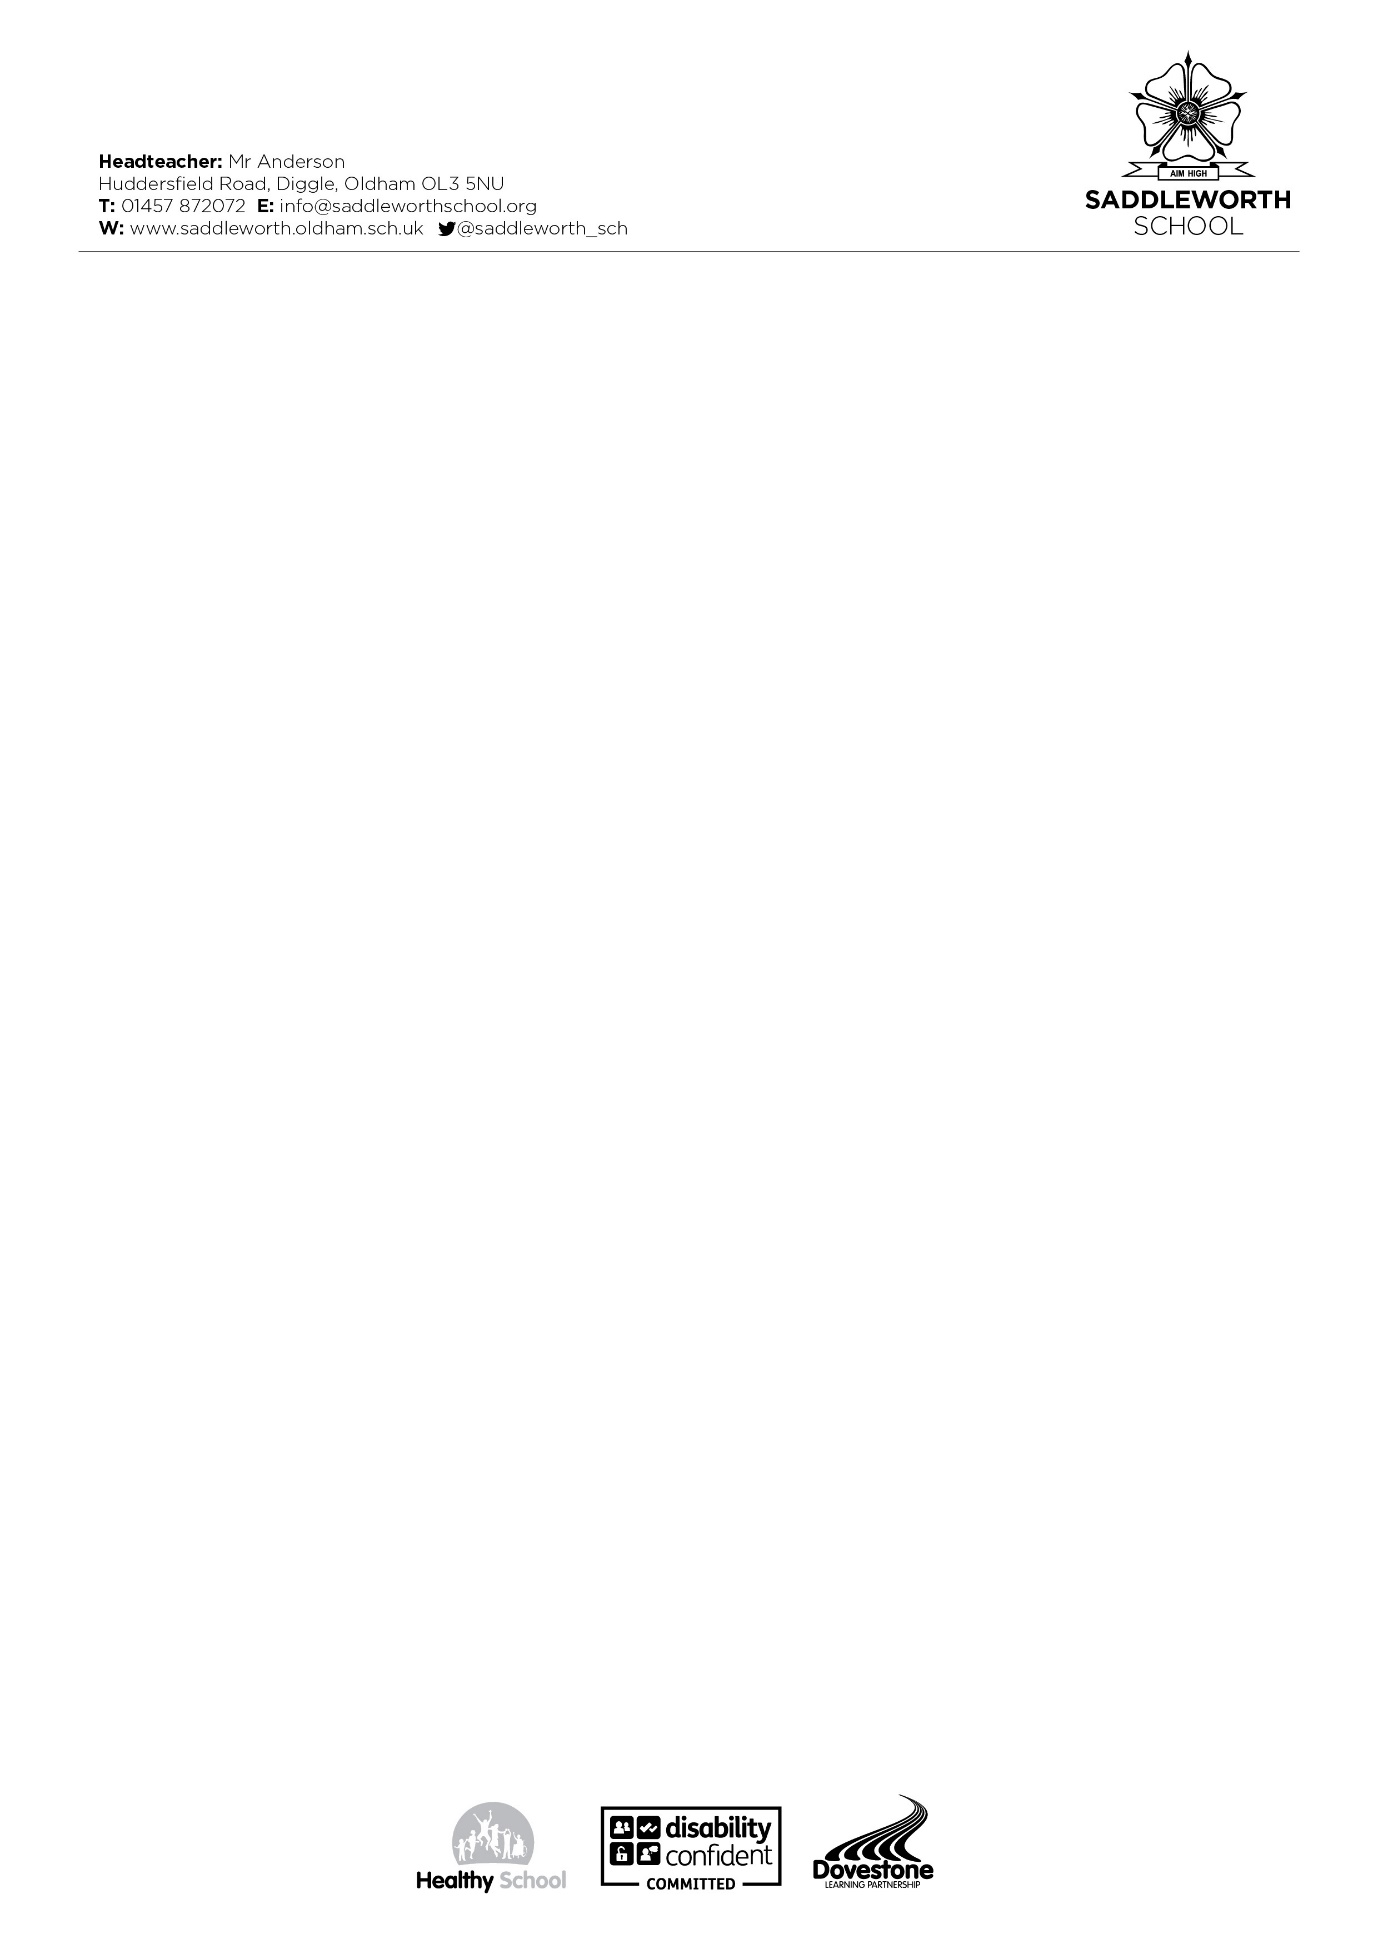 AIM HIGH
SADDLEWORTH
SCHOOL
Headteacher: Mr Anderson
Huddersfield Road, Diggle, Oldham OL3 5NU
T: 01457 872072 E: info@saddleworthschool.org
W: www.saddleworth.oldham.sch.uk @saddleworth_sch
Healthy School
disability
confident
COMMITTED
Dovestone
LEARNING PARTNERSHIP